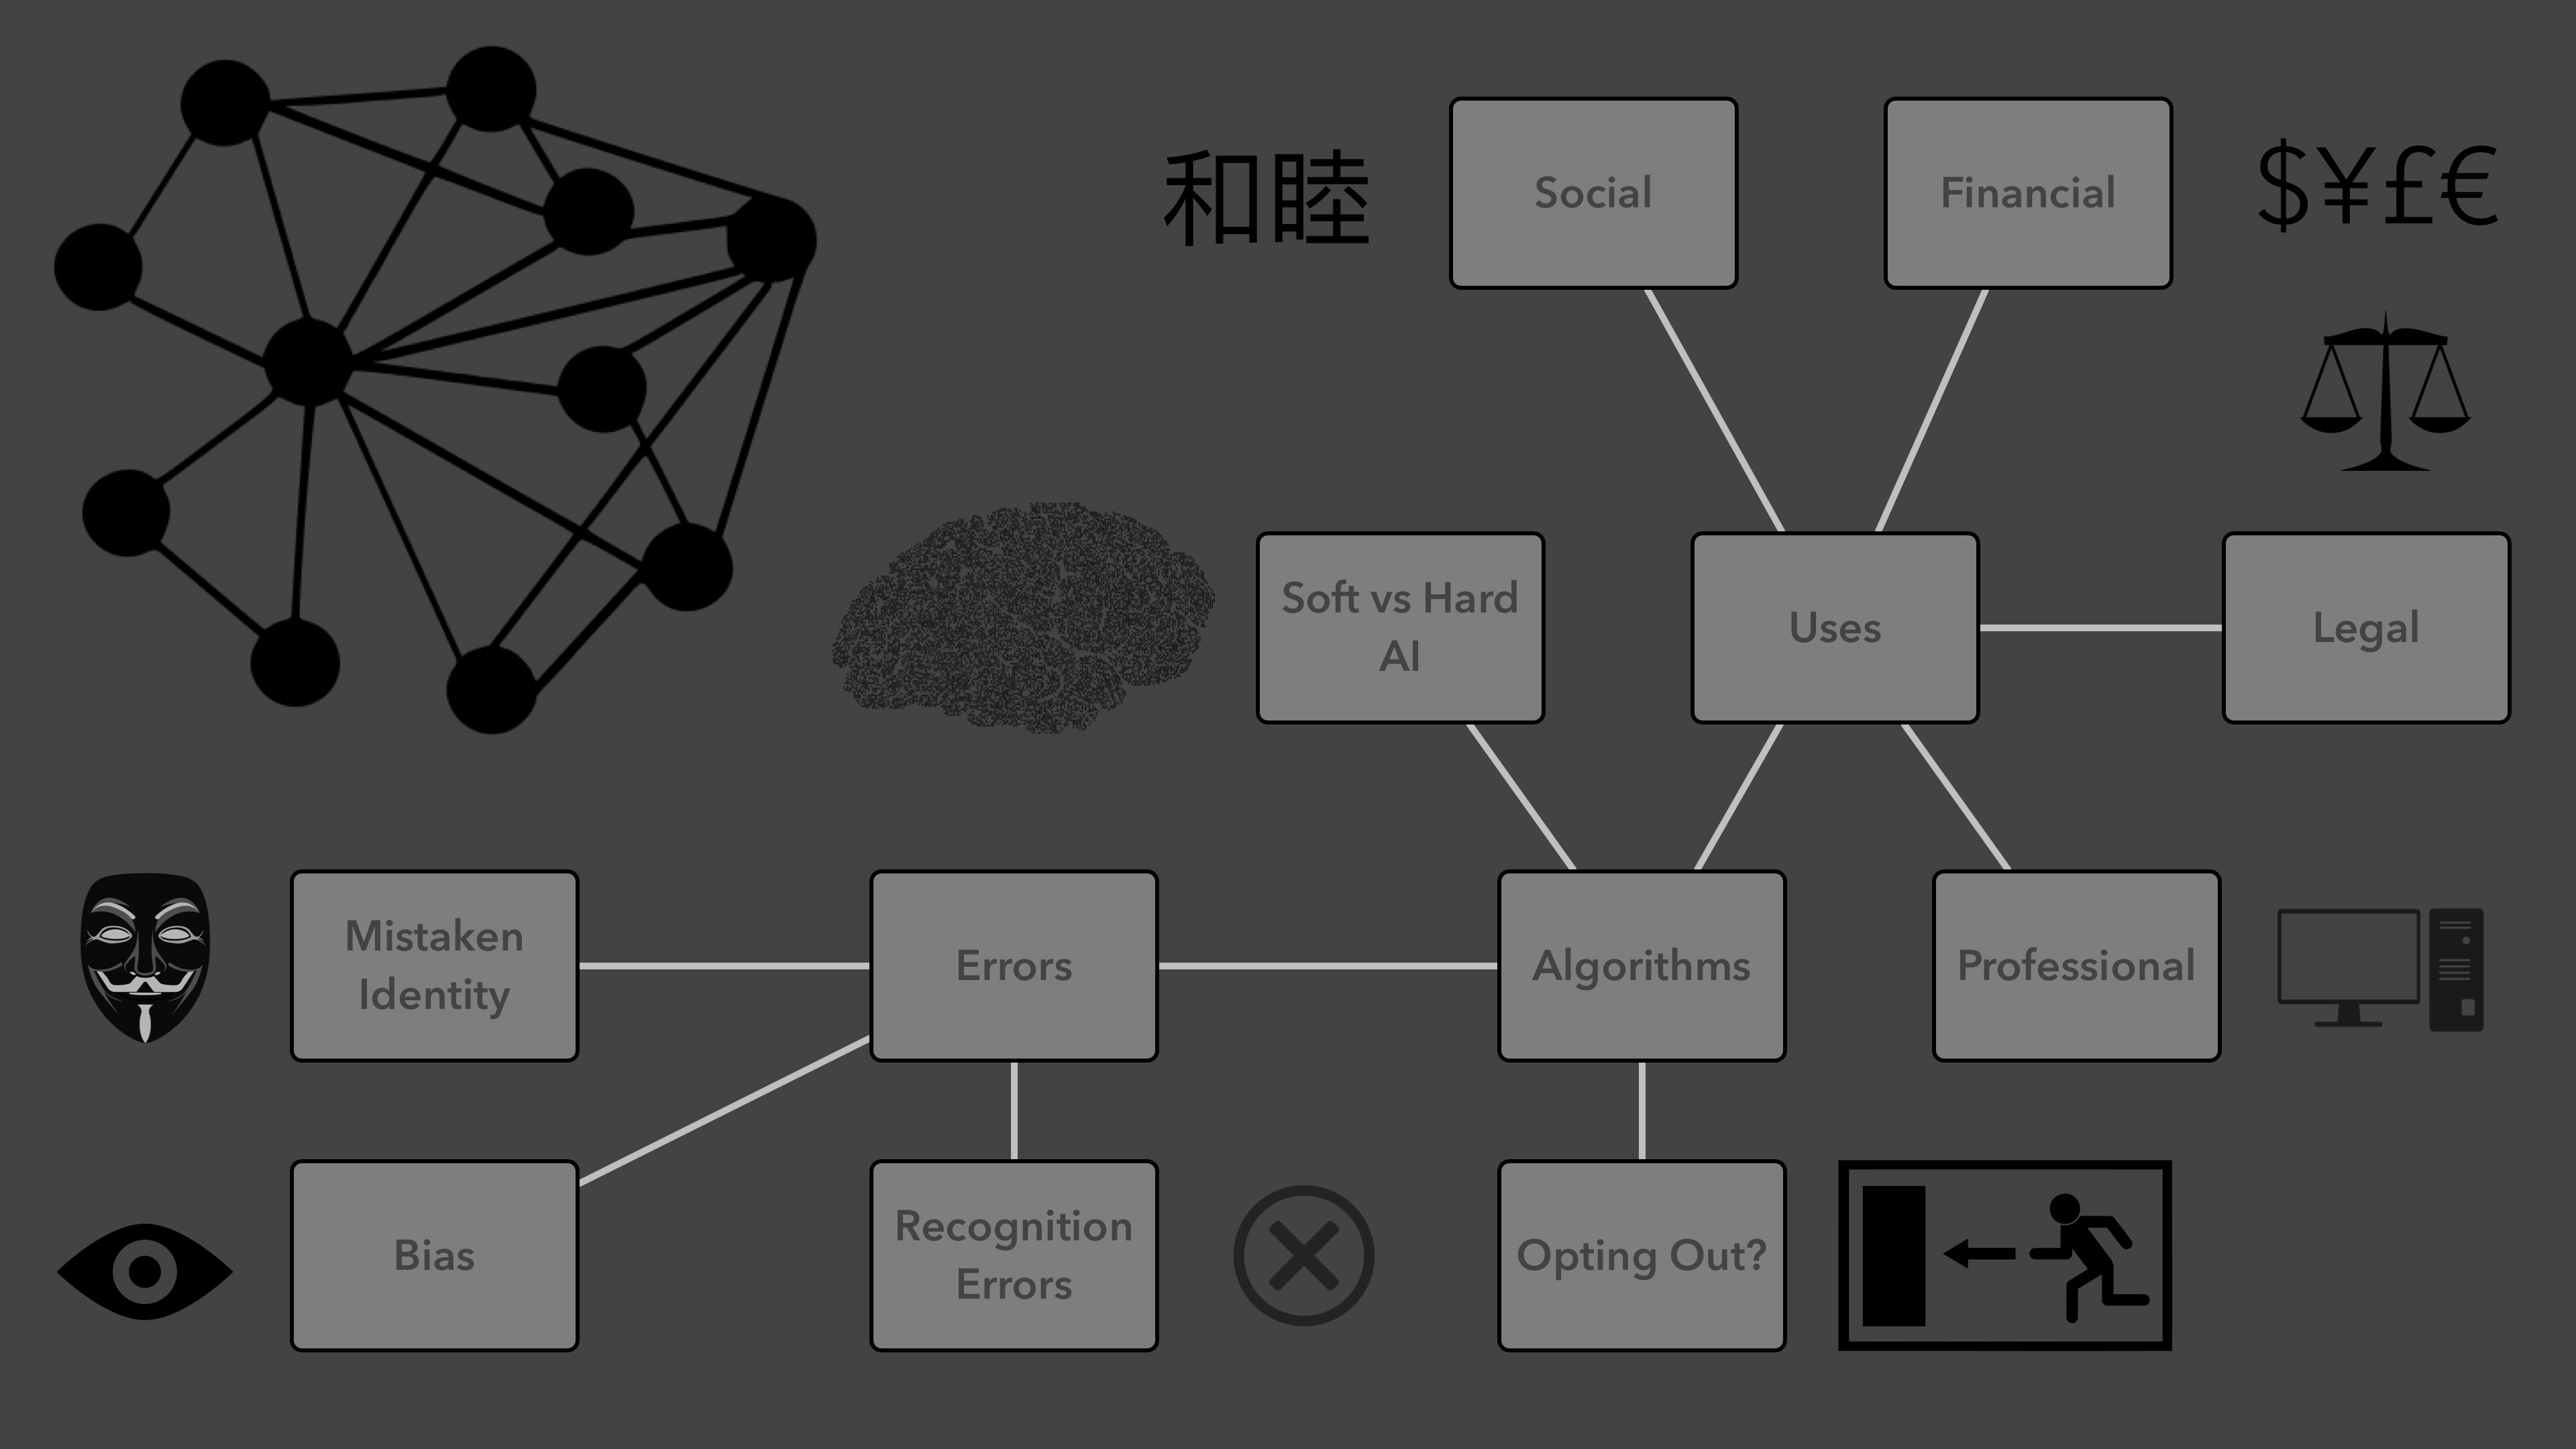 和睦
Social
Financial
$¥£€
Soft vs Hard
AI
Uses
Legal
Mistaken
Identity
Errors
Algorithms
Professional
Bias
Recognition
Errors
Opting Out?